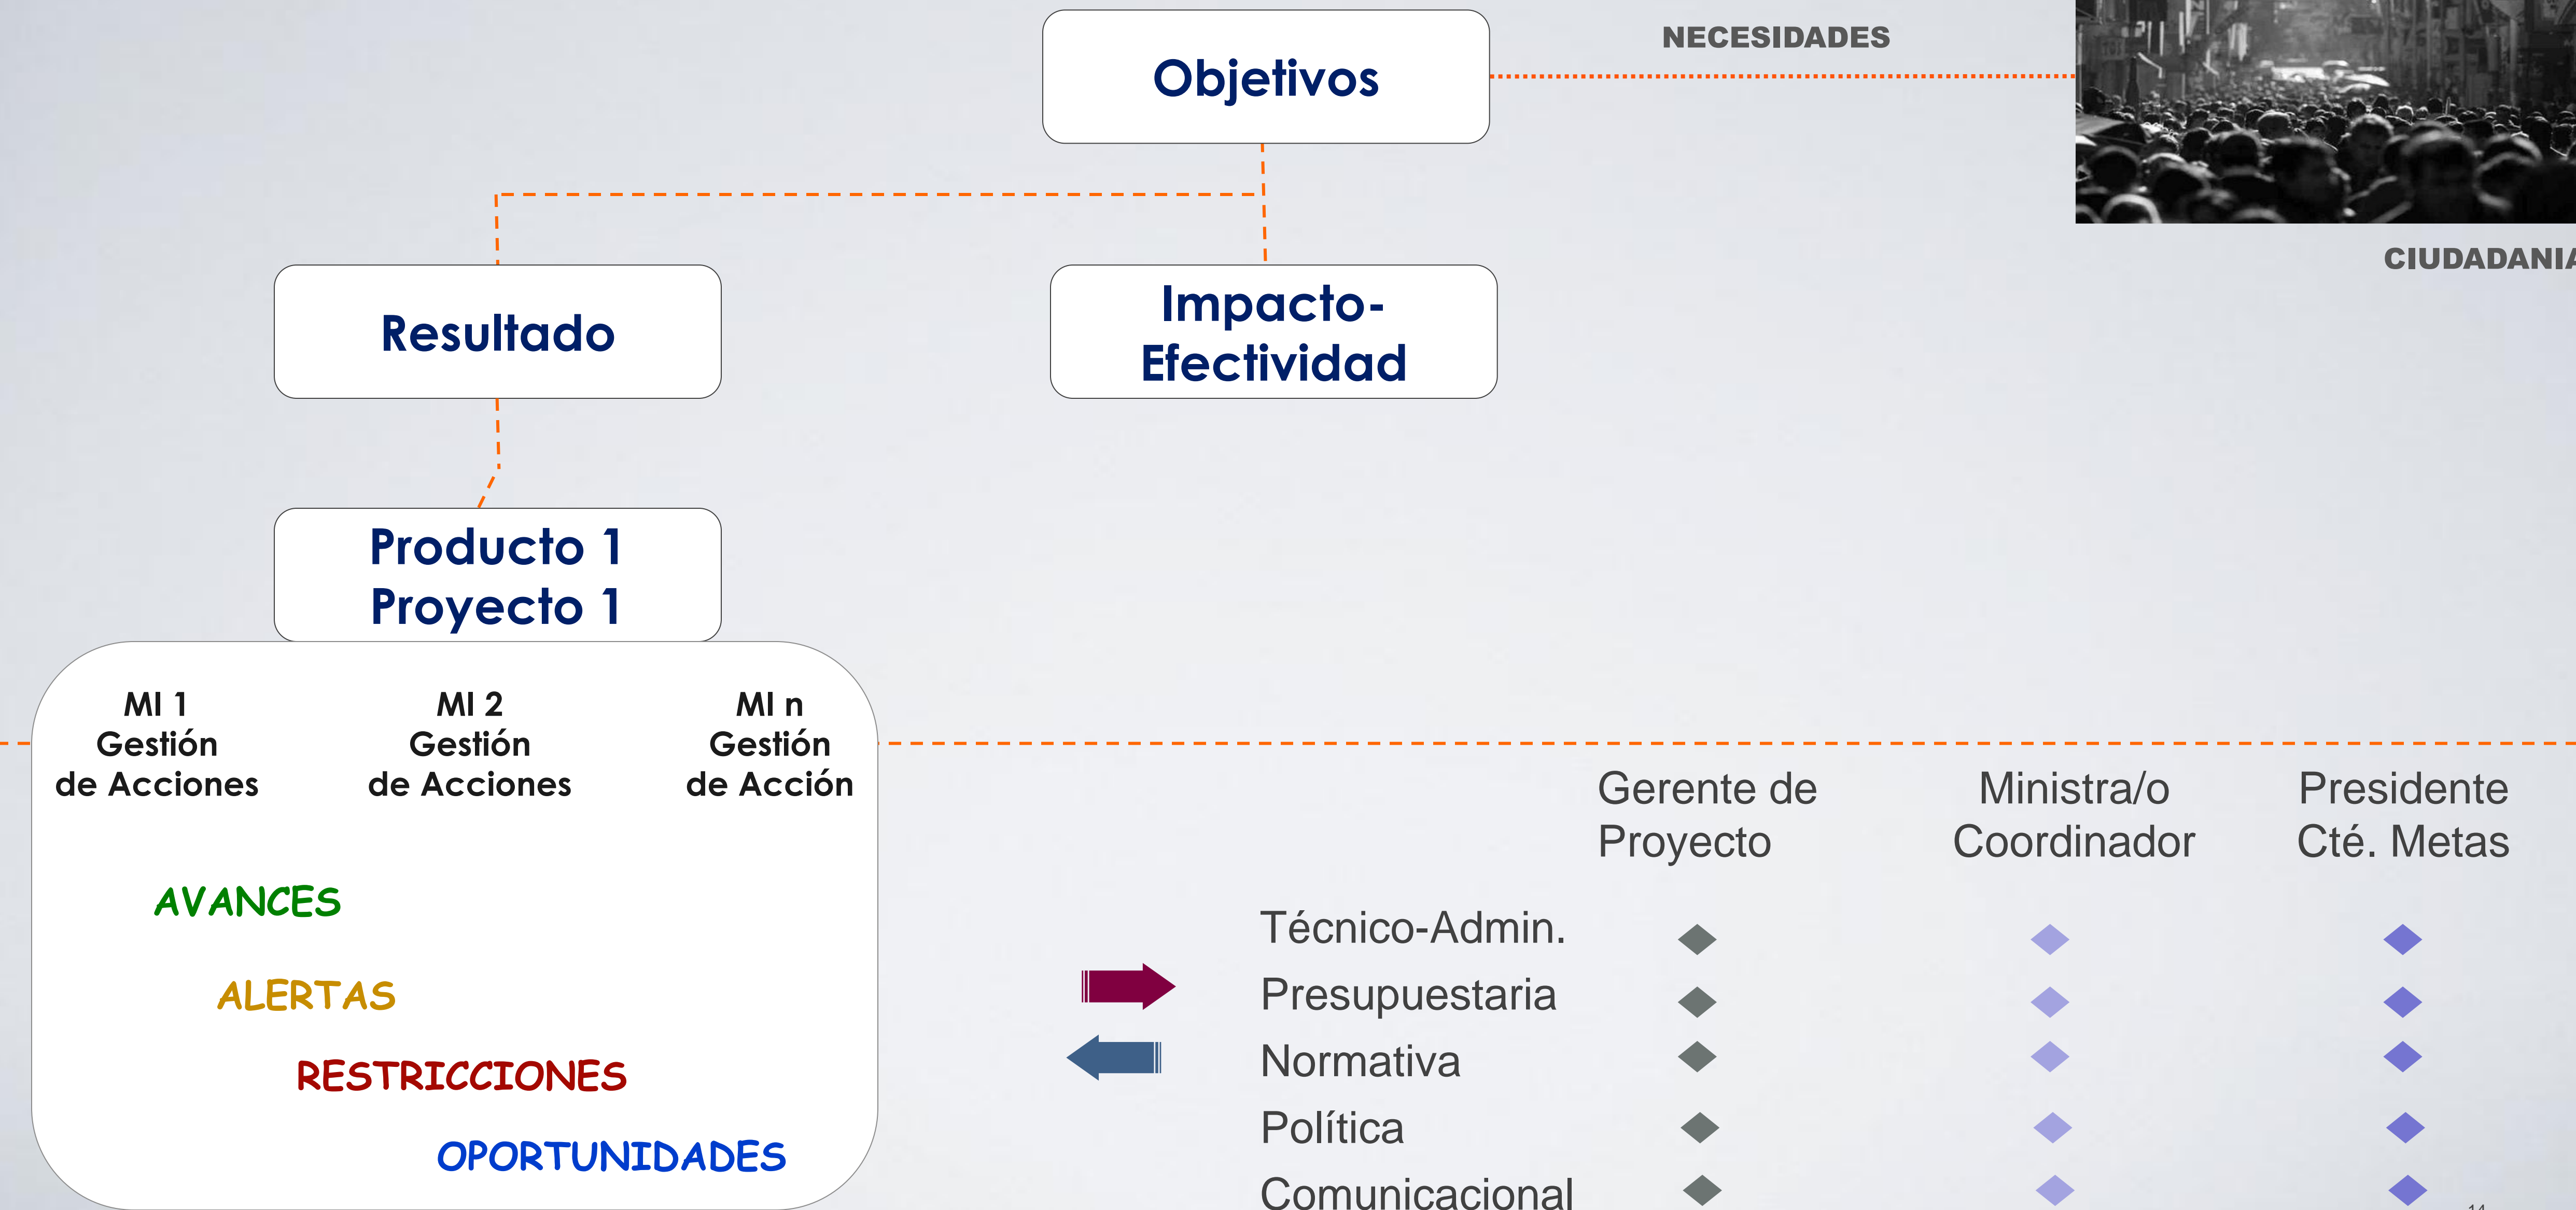 Objetivos
NECESIDADES
CIUDADANIA
Resultado
Impacto-
Efectividad
Producto 1
Proyecto 1
MI 1
Gestión
de Acciones
MI 2
Gestión
de Acciones
MI n
Gestión
de Acción
AVANCES
ALERTAS
RESTRICCIONES
OPORTUNIDADES
Gerente de
Proyecto
Ministra/o
Coordinador
Presidente
Cté. Metas
Técnico-Admin.
Presupuestaria
Normativa
Política
Comunicacional
14